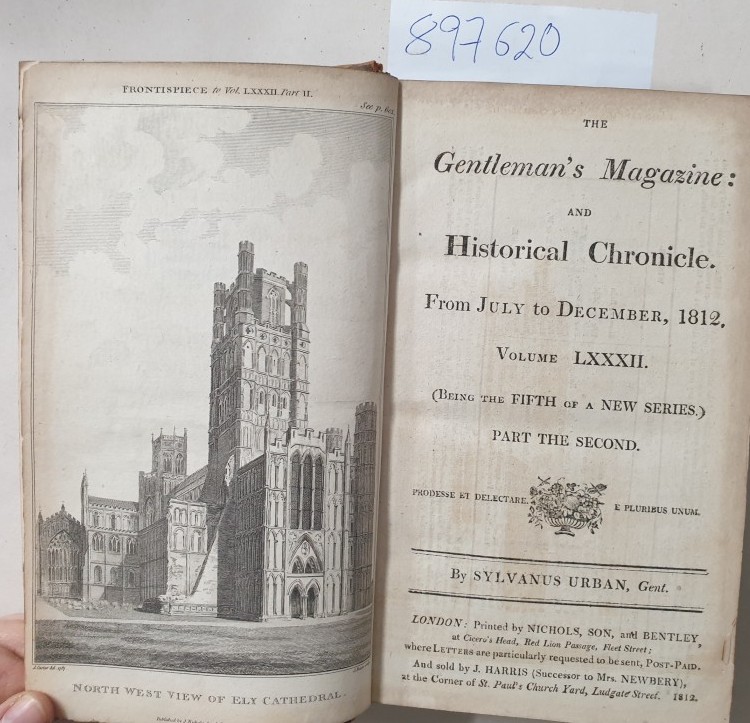 897620
FRONTISPIECE to Vol. LXXXII. Part II.
See p. 601
NORTH WEST VIEW OF ELY CATHEDRAL.
THE
Gentleman's Magazine:
AND
Historical Chronicle.
From JULY to DECEMBER, 1812.
VOLUME LXXXII.
(BEING THE FIFTH OF A NEW SERIES.)
PART THE SECOND.
PRODESSE ET DELECTARE. E PLURIBUS UNUM.
By SYLVANUS URBAN, Gent.
LONDON: Printed by NICHOLS, SON, and BENTLEY,
at Cicero's Head, Red Lion Passage, Fleet Street;
where LETTERS are particularly requested to be sent, POST-PAID.
And sold by J. HARRIS (Successor to Mrs. NEWBERY),
at the Corner of St. Paul's Church Yard, Ludgate Street. 1812.